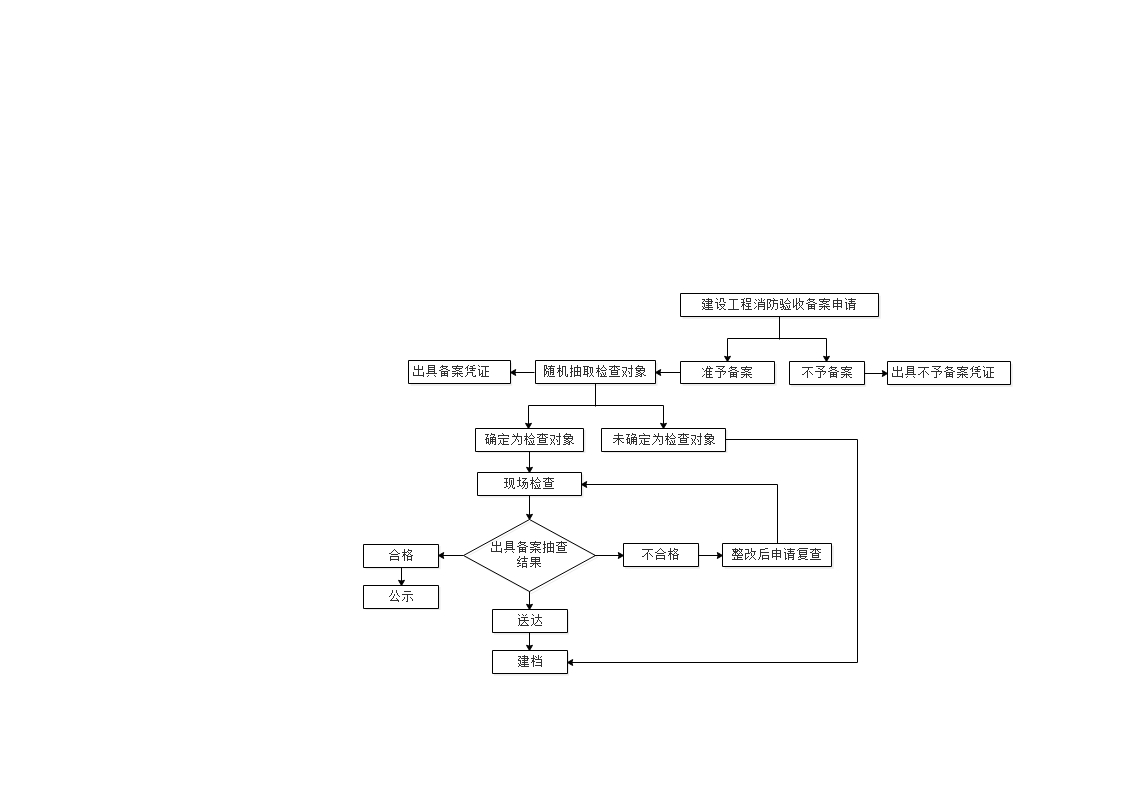 建设工程消防验收备案申请
出具备案凭证
随机抽取检查对象
准予备案
不予备案
出具不予备案凭证
确定为检查对象
未确定为检查对象
现场检查
合格
出具备案抽查
结果
不合格
整改后申请复查
公示
送达
建档